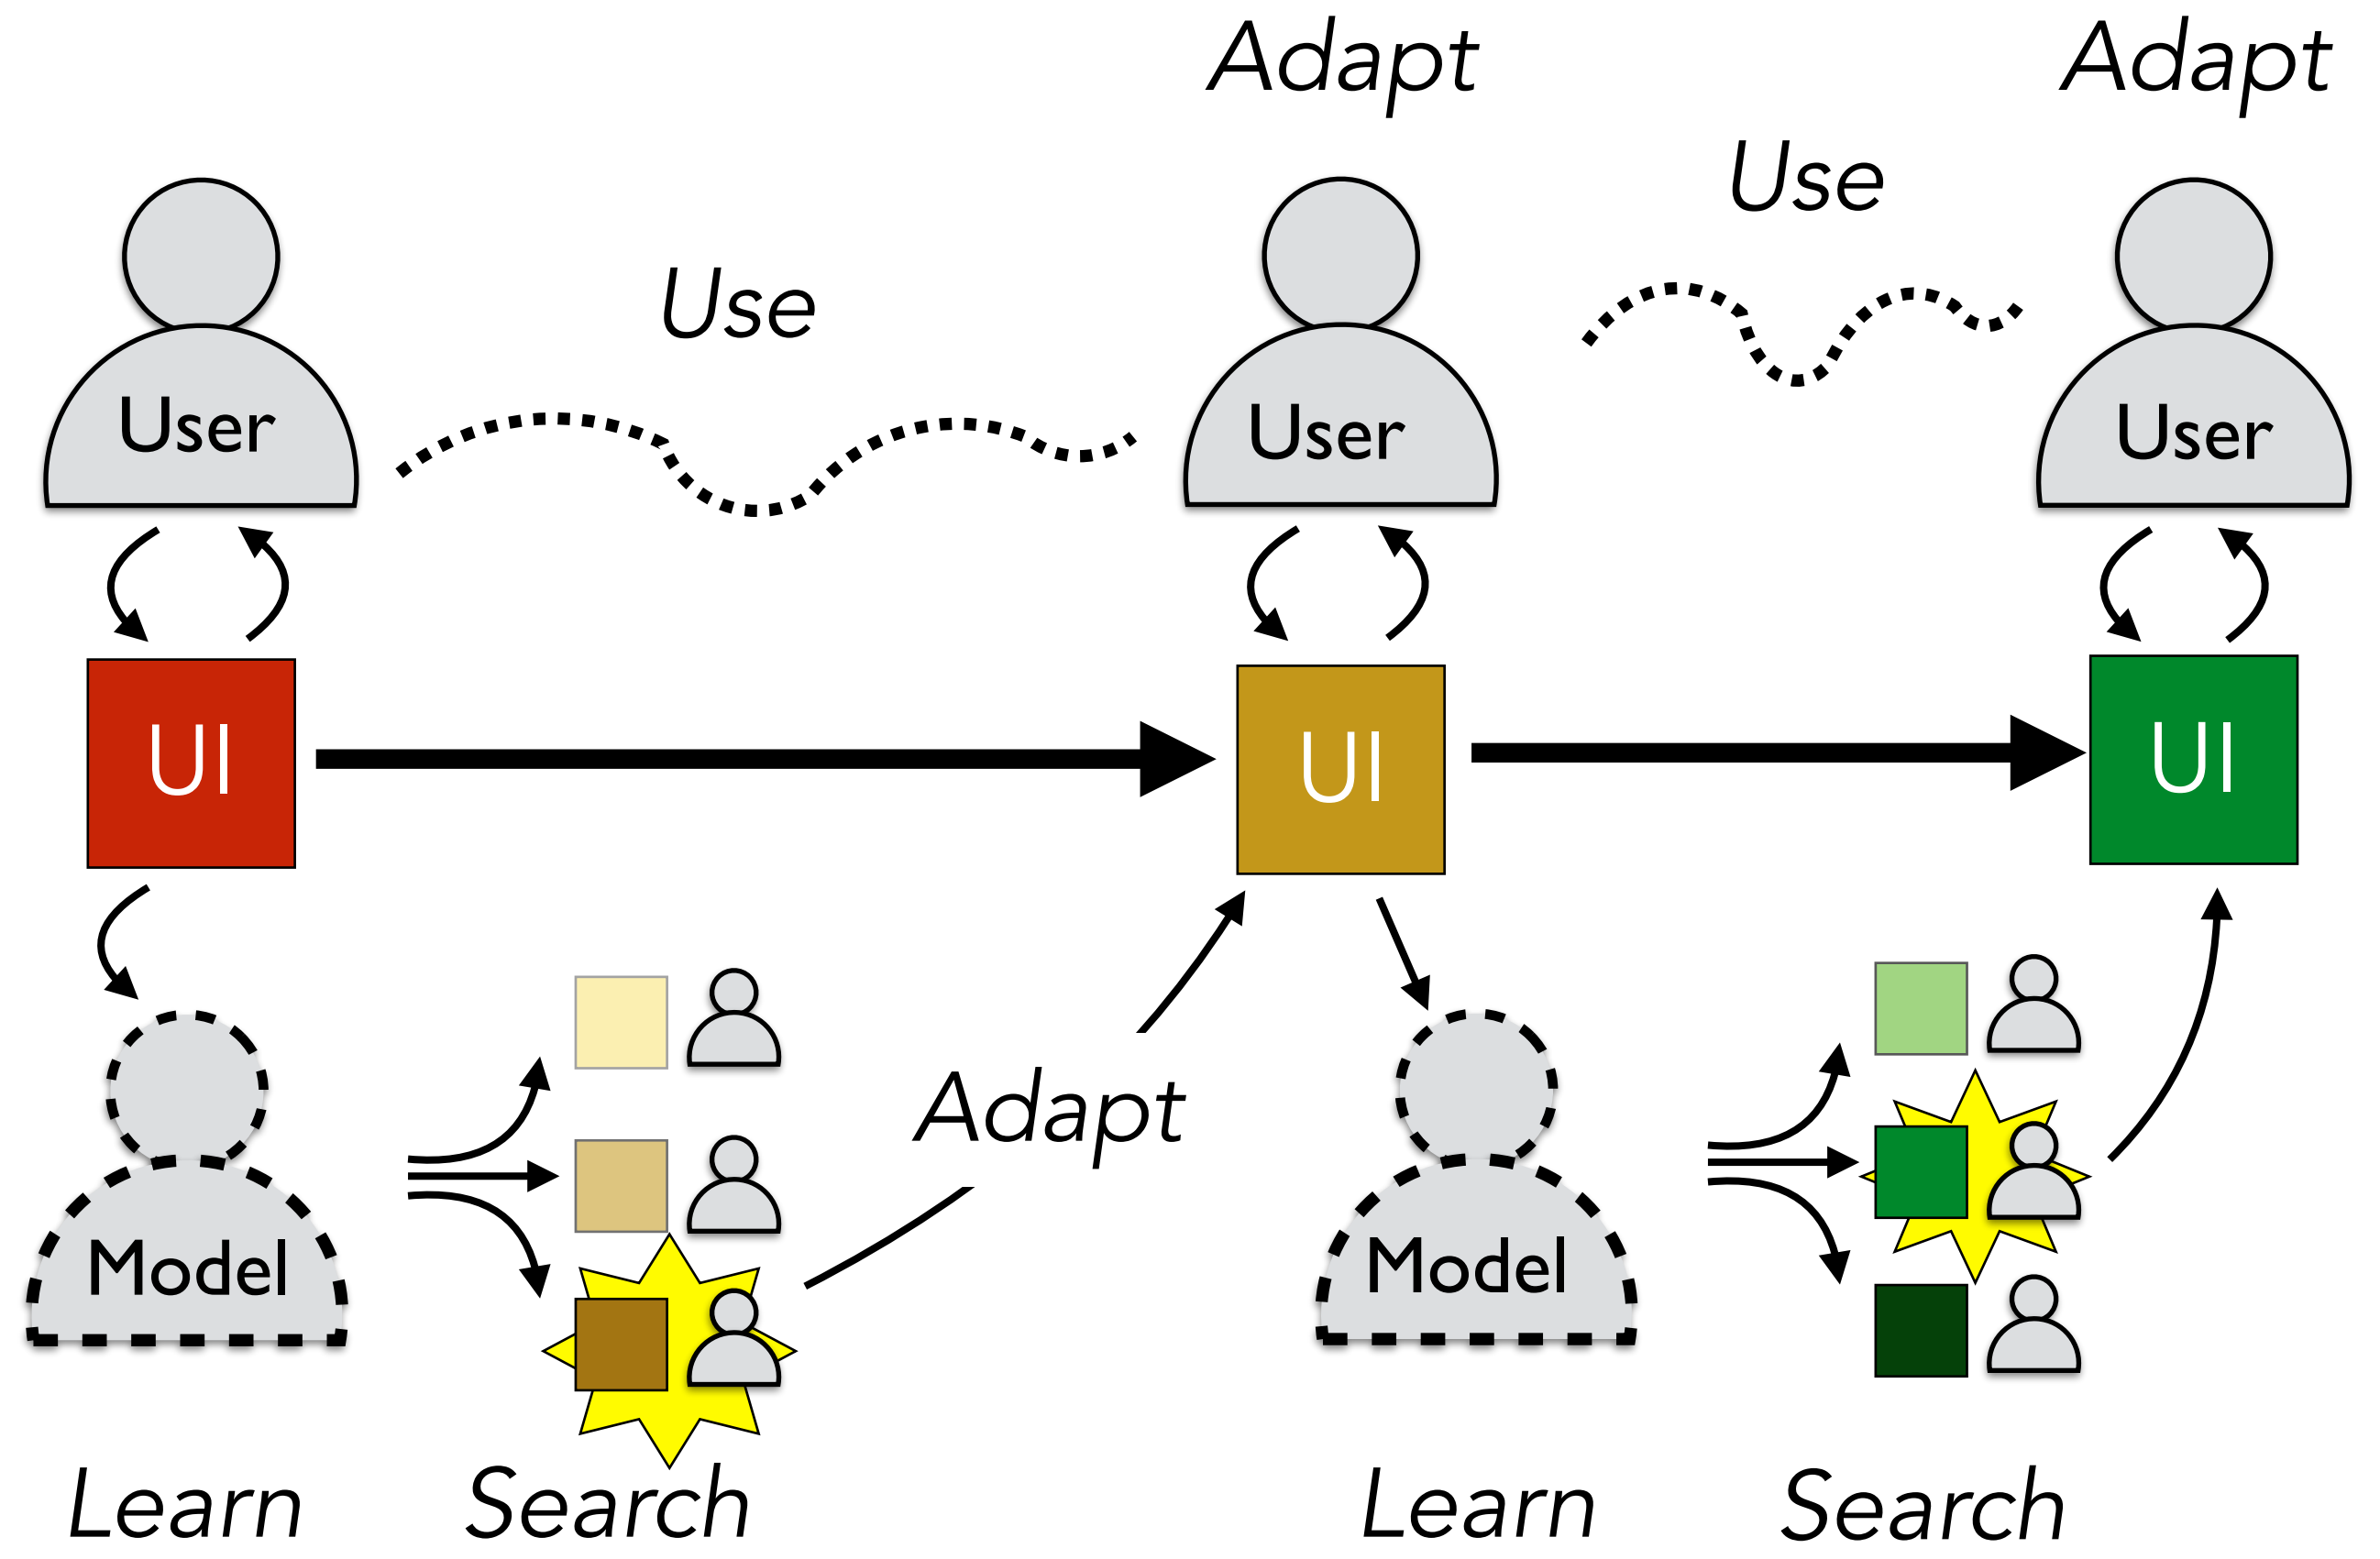 Adapt
Adapt
Use
Use
User
User
User
UI
UI
UI
Adapt
Model
Model
Learn
Search
Learn
Search